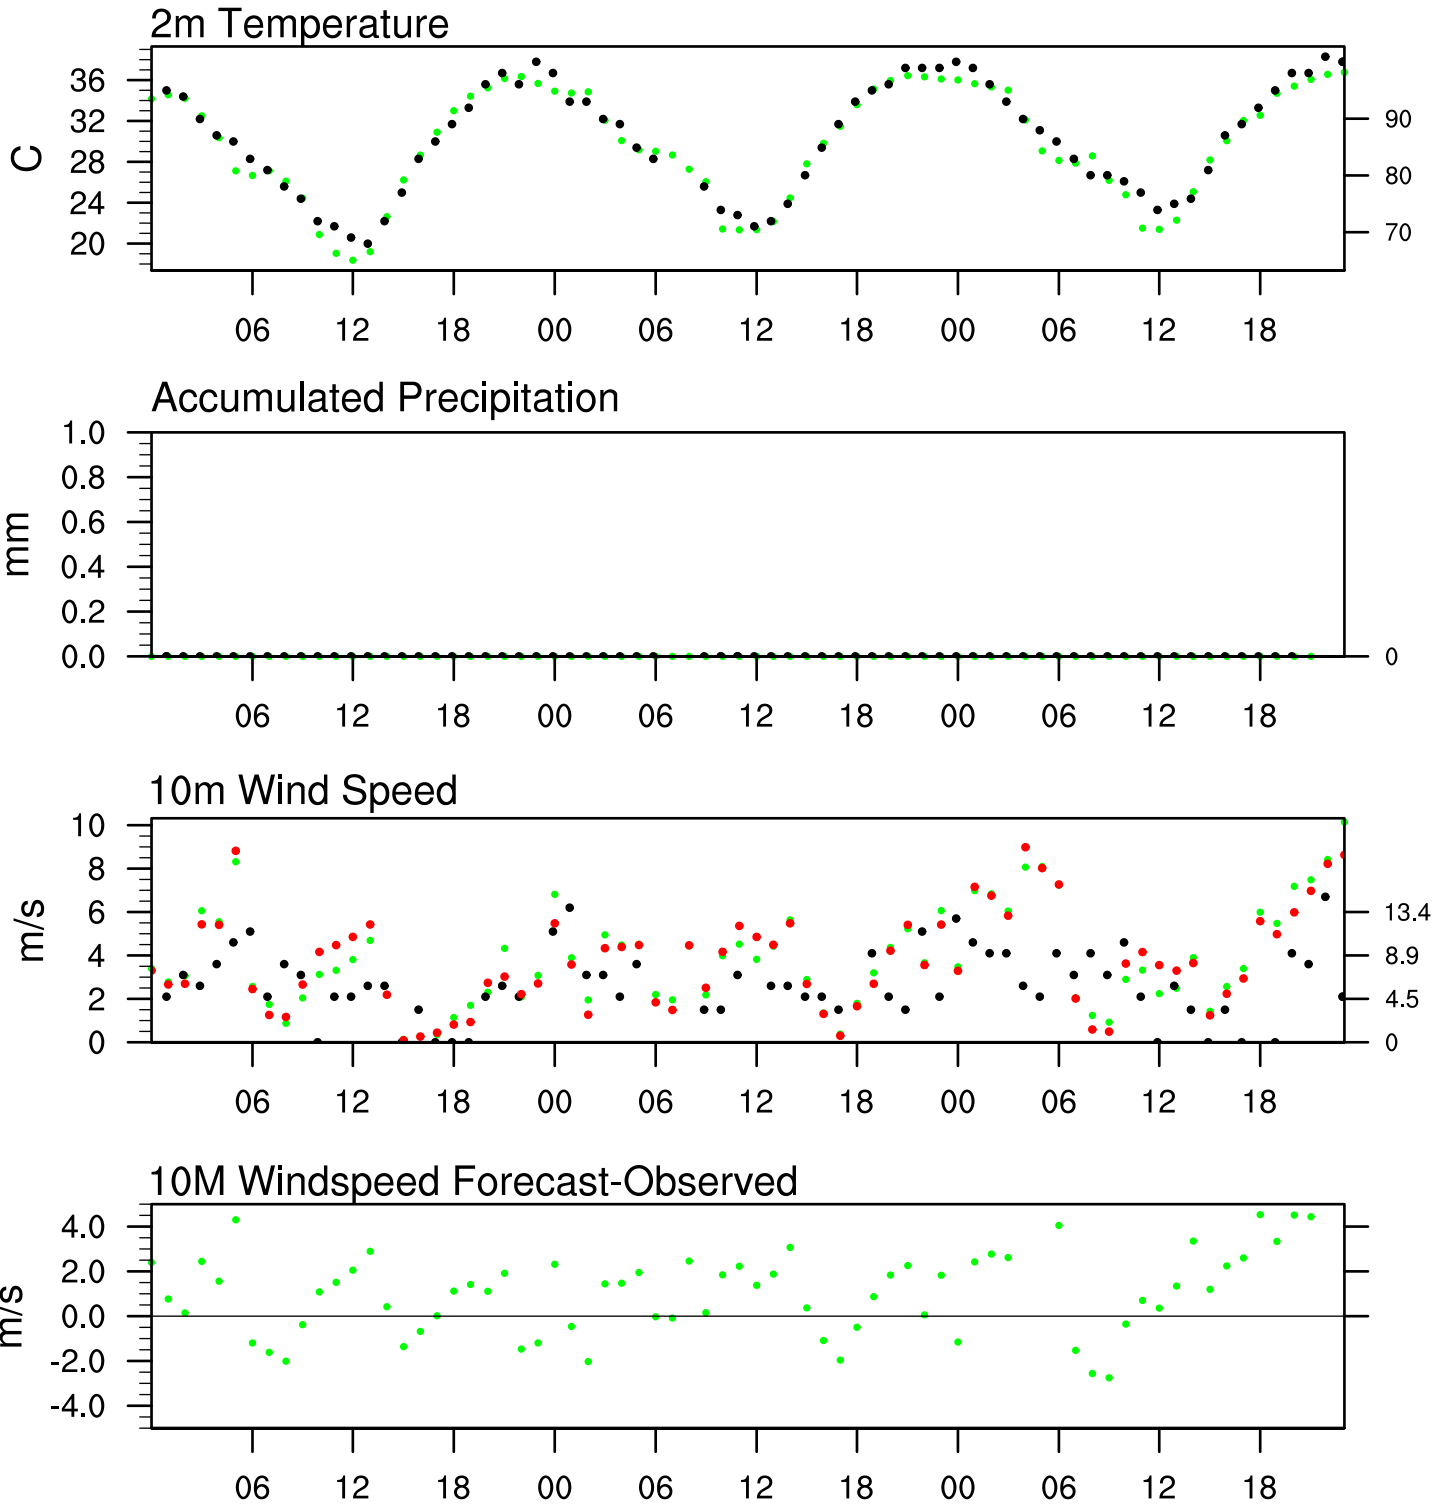 2m Temperature
C
36
32
28
24
20
90
80
70
06 12 18 00 06 12 18 00 06 12 18
Accumulated Precipitation
mm
1.0
0.8
0.6
0.4
0.2
0.0
0
06 12 18 00 06 12 18 00 06 12 18
10m Wind Speed
m/s
10
8
6
4
2
0
13.4
8.9
4.5
0
06 12 18 00 06 12 18 00 06 12 18
10M Windspeed Forecast-Observed
m/s
4.0
2.0
0.0
-2.0
-4.0
06 12 18 00 06 12 18 00 06 12 18